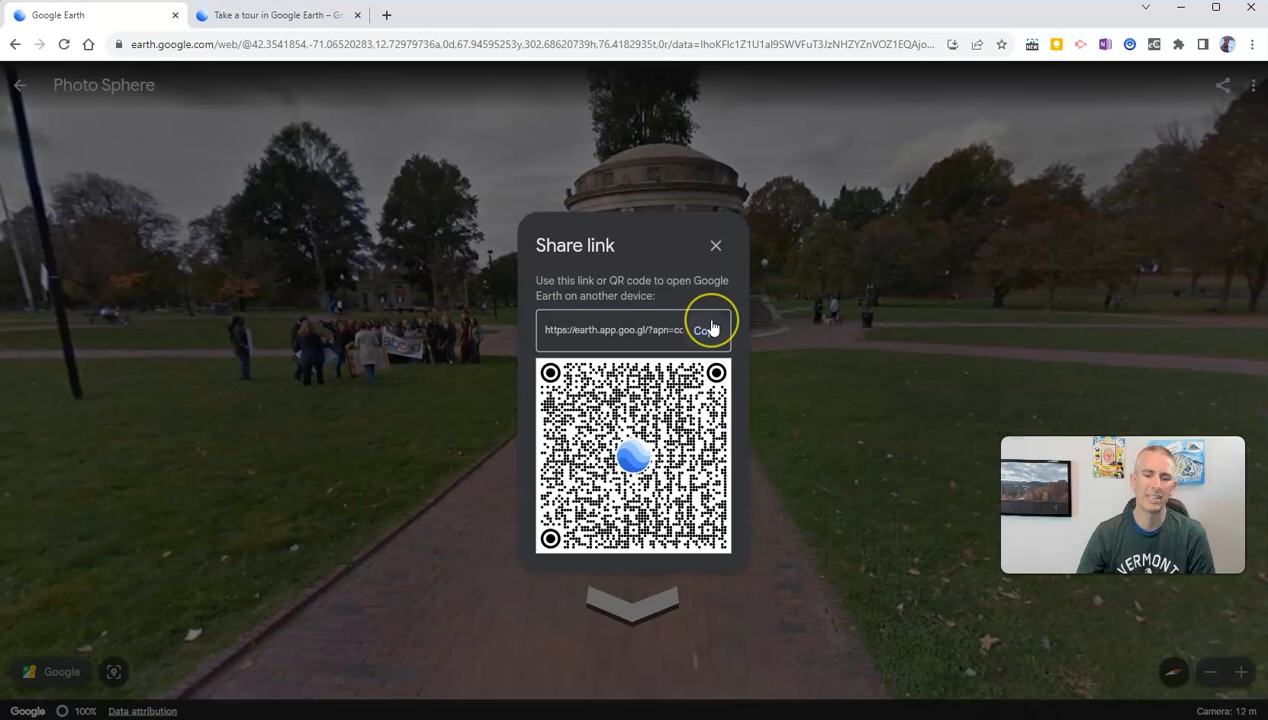 Google Earth
Take a tour in Google Earth – Go
earth.google.com/web/@42.3541854,-71.06520283,12.72979736a,0d,67.94595253y,302.68620739h,76.4182935t,0r/data=IhoKFlc1Z1U1aI9SWVFuT3JzNHZYZnVOZ1EQAjo...
Photo Sphere
Share link
Use this link or QR code to open Google
Earth on another device:
https://earth.app.goo.gl/?apn=co
VERMONT
Google
Google
100%
Data attribution
Camera: 12 m